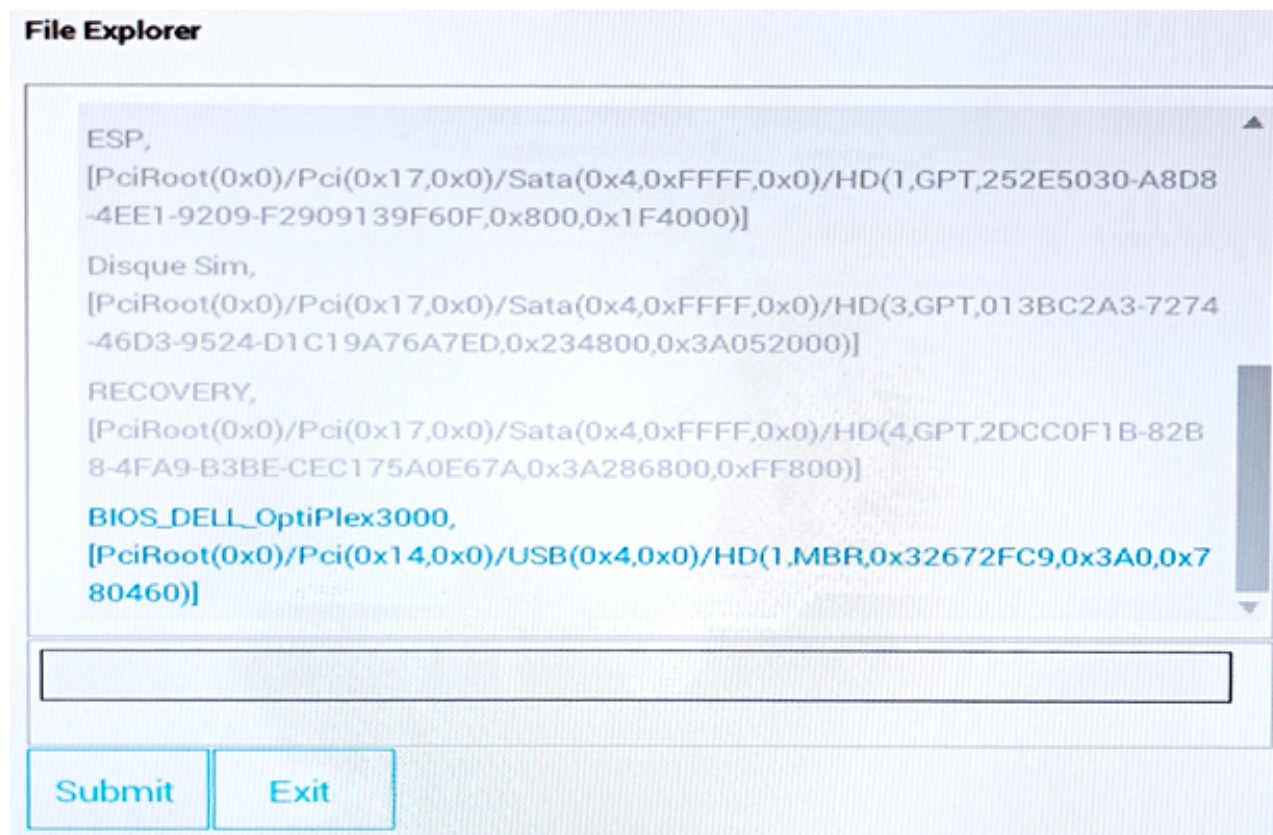 File Explorer
ESP,
[PciRoot(0x0)/Pci(0x17,0x0)/Sata(0x4,0xFFFF,0x0)/HD(1,GPT,252E5030-A8D8
-4EE1-9209-F2909139F60F,0x800,0x1F4000)]
Disque Sim,
[PciRoot(0x0)/Pci(0x17,0x0)/Sata(0x4,0xFFFF,0x0)/HD(3,GPT,013BC2A3-7274
-46D3-9524-D1C19A76A7ED,0x234800,0x3A052000)]
RECOVERY,
[PciRoot(0x0)/Pci(0x17,0x0)/Sata(0x4,0xFFFF,0x0)/HD(4,GPT,2DCC0F1B-82B
8-4FA9-B3BE-CEC175A0E67A,0x3A286800,0xFF800)]
BIOS_DELL_OptiPlex3000,
[PciRoot(0x0)/Pci(0x14,0x0)/USB(0x4,0x0)/HD(1,MBR,0x32672FC9,0x3A0,0x7
80460)]
Submit
Exit